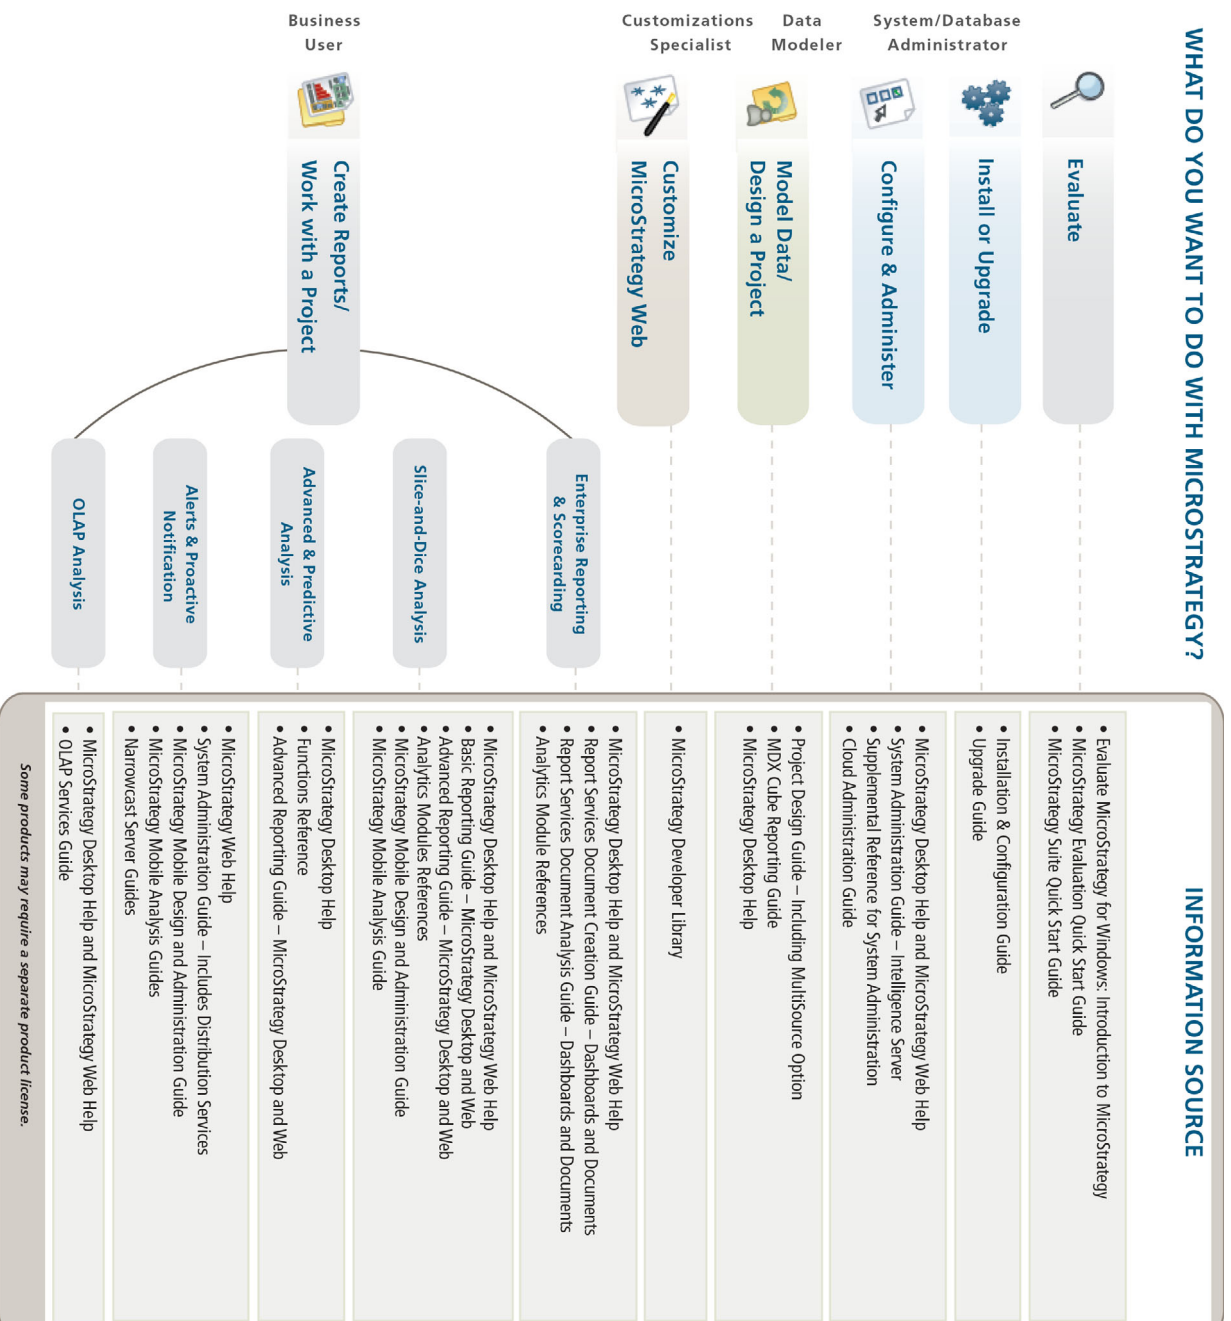 WHAT DO YOU WANT TO DO WITH MICROSTRATEGY?
INFORMATION SOURCE
Evaluate
• Evaluate MicroStrategy for Windows: Introduction to MicroStrategy
• MicroStrategy Evaluation Quick Start Guide
• MicroStrategy Suite Quick Start Guide
System/Database
Administrator
Install or Upgrade
• Installation & Configuration Guide
• Upgrade Guide
Configure & Administer
• MicroStrategy Desktop Help and MicroStrategy Web Help
• System Administration Guide – Intelligence Server
• Supplemental Reference for System Administration
• Cloud Administration Guide
Data
Modeler
Model Data/
Design a Project
• Project Design Guide – Including MultiSource Option
• MDX Cube Reporting Guide
• MicroStrategy Desktop Help
Customizations
Specialist
Customize
MicroStrategy Web
• MicroStrategy Developer Library
Business
User
Create Reports/
Work with a Project
Enterprise Reporting
& Scorecarding
• MicroStrategy Desktop Help and MicroStrategy Web Help
• Report Services Document Creation Guide – Dashboards and Documents
• Report Services Document Analysis Guide – Dashboards and Documents
• Analytics Module References
Slice-and-Dice Analysis
• MicroStrategy Desktop Help and MicroStrategy Web Help
• Basic Reporting Guide – MicroStrategy Desktop and Web
• Advanced Reporting Guide – MicroStrategy Desktop and Web
• Analytics Modules References
• MicroStrategy Mobile Design and Administration Guide
• MicroStrategy Mobile Analysis Guide
Advanced & Predictive
Analysis
• MicroStrategy Desktop Help
• Functions Reference
• Advanced Reporting Guide – MicroStrategy Desktop and Web
Alerts & Proactive
Notification
• MicroStrategy Web Help
• System Administration Guide – Includes Distribution Services
• MicroStrategy Mobile Design and Administration Guide
• MicroStrategy Mobile Analysis Guides
• Narrowcast Server Guides
OLAP Analysis
• MicroStrategy Desktop Help and MicroStrategy Web Help
• OLAP Services Guide
Some products may require a separate product license.